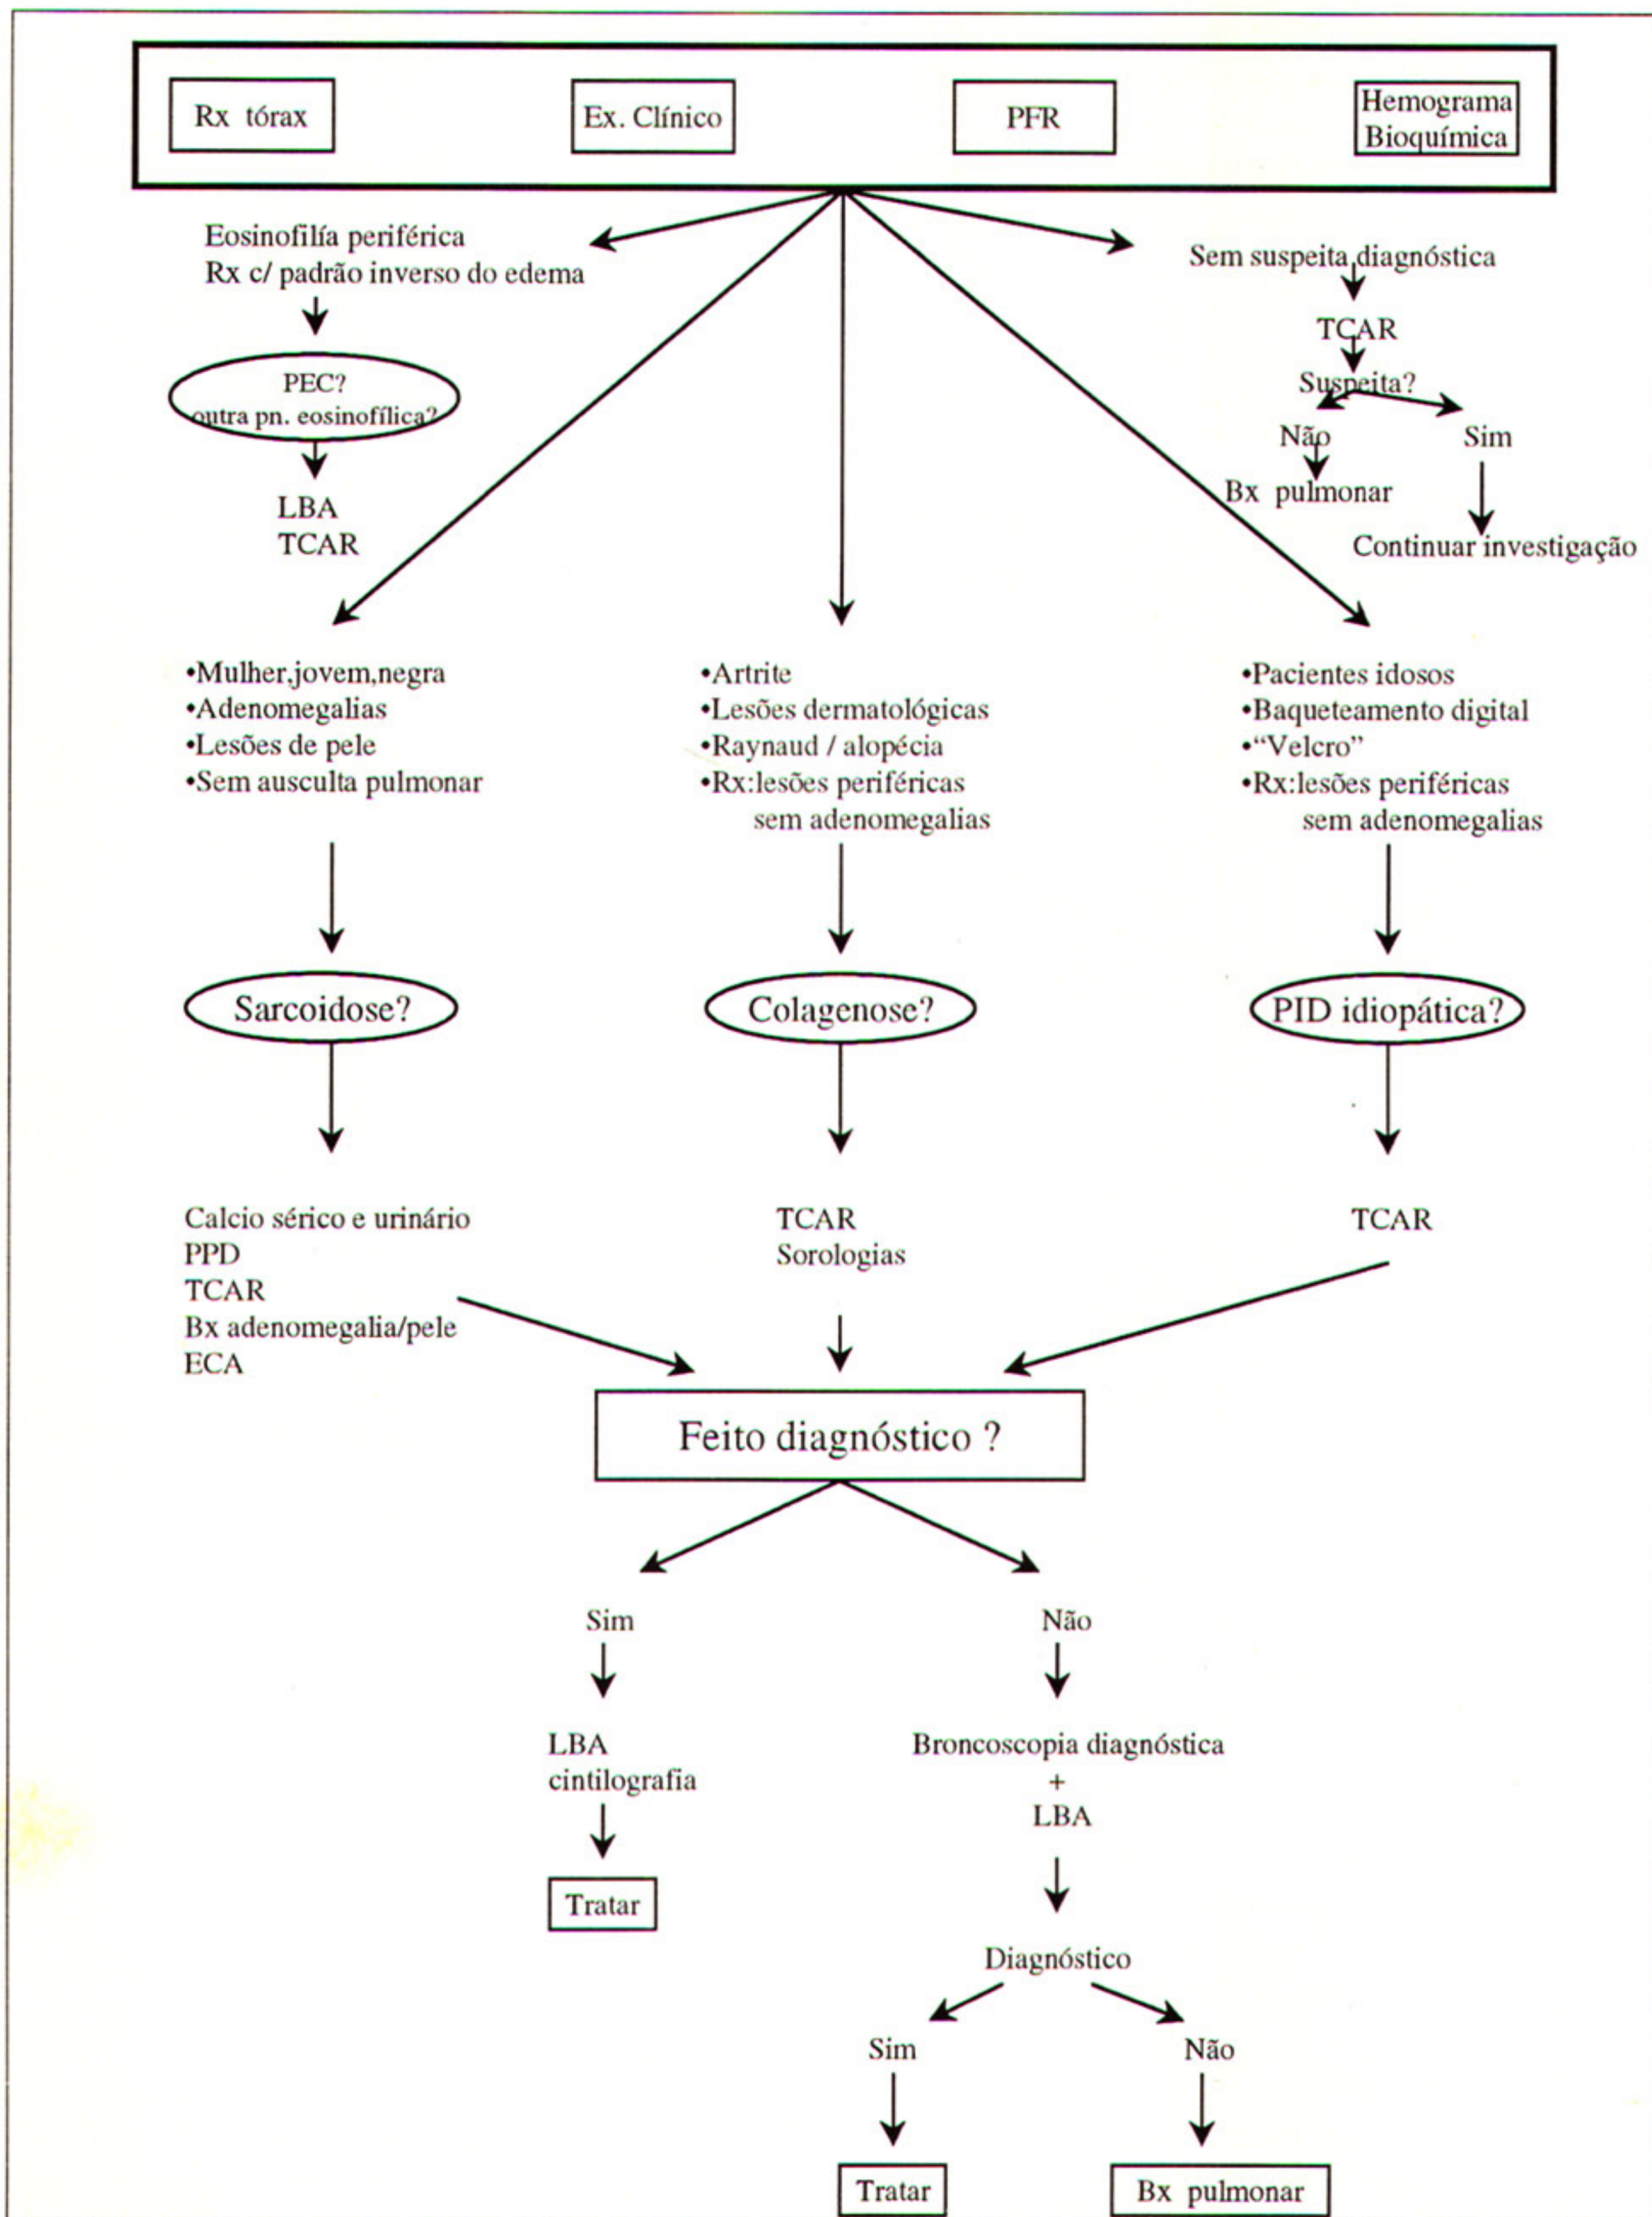 Rx tórax
Ex. Clínico
PFR
Hemograma
Bioquímica
Eosinofilía periférica
Rx c/ padrão inverso do edema
PEC?
outra pn. eosinofílica?
LBA
TCAR
Sem suspeita diagnóstica
TCAR
Suspeita?
Não
Sim
Bx pulmonar
Continuar investigação
•Mulher,jovem,negra
•Adenomegalias
•Lesões de pele
•Sem ausculta pulmonar
•Artrite
•Lesões dermatológicas
•Raynaud / alopécia
•Rx:lesões periféricas
sem adenomegalias
•Pacientes idosos
•Baqueteamento digital
•“Velcro”
•Rx:lesões periféricas
sem adenomegalias
Sarcoidose?
Colagenose?
PID idiopática?
Calcio sérico e urinário
PPD
TCAR
Bx adenomegalia/pele
ECA
TCAR
Sorologias
TCAR
Feito diagnóstico ?
Sim
Não
LBA
cintilografia
Tratar
Broncoscopia diagnóstica
+
LBA
Diagnóstico
Sim
Não
Tratar
Bx pulmonar